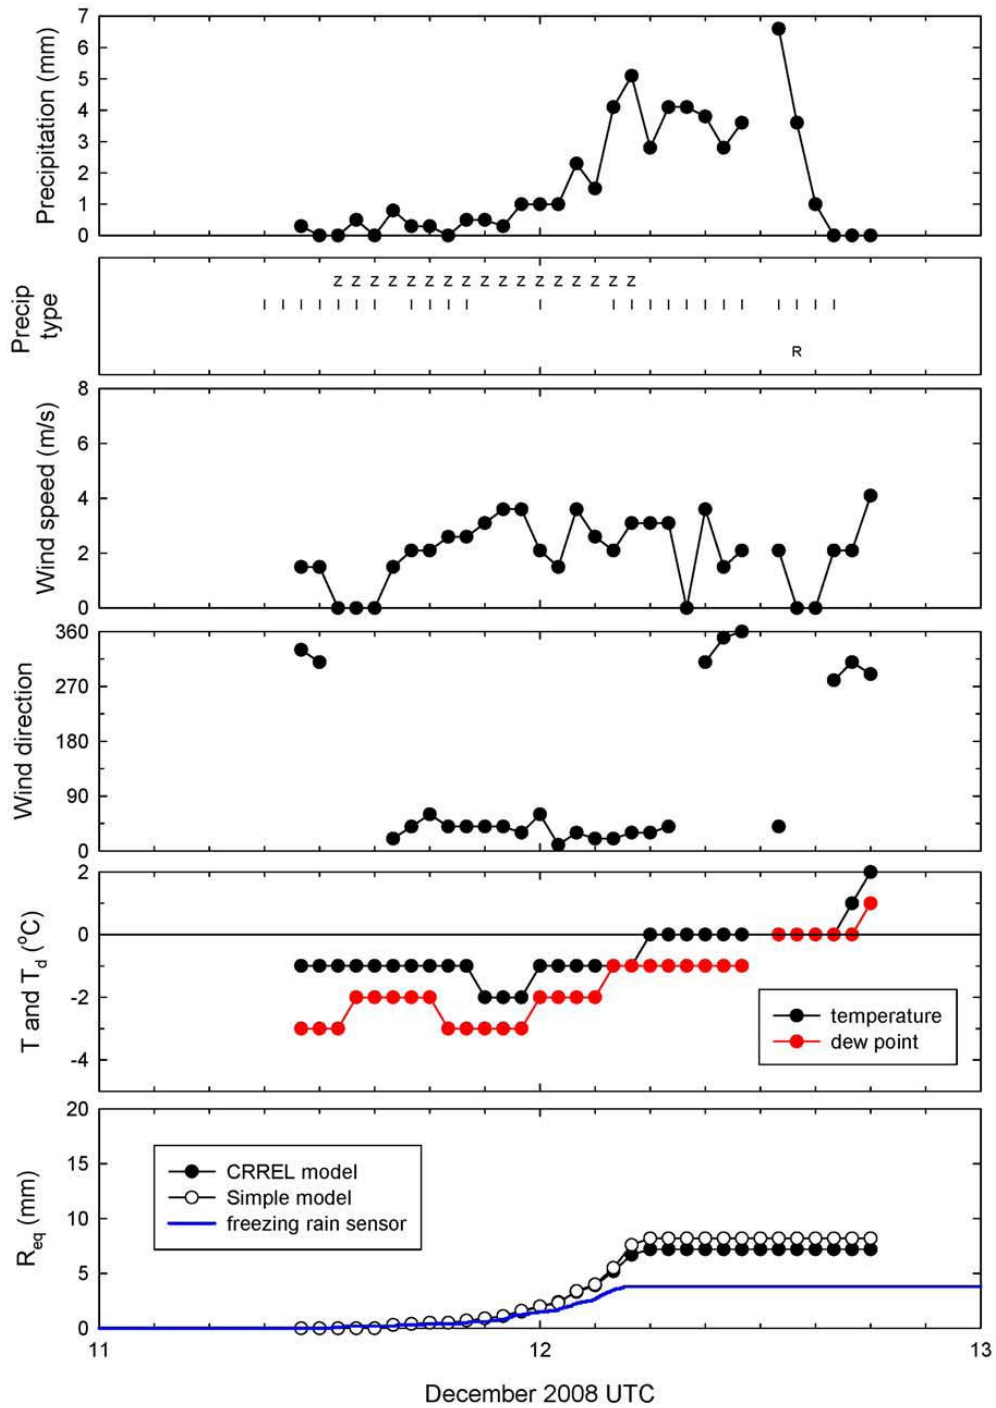 7
6
5
4
3
2
1
0
Precipitation (mm)
Z Z Z Z Z Z Z Z Z Z Z Z Z Z Z Z Z
I I I I I I I I I I I I I I I I I I I I I I I I
R
Precip
type
8
6
4
2
0
Wind speed (m/s)
360
270
180
90
0
Wind direction
2
0
-2
-4
T and Td (°C)
temperature
dew point
20
15
10
5
0
Req (mm)
CRREL model
Simple model
freezing rain sensor
11 12 13
December 2008 UTC